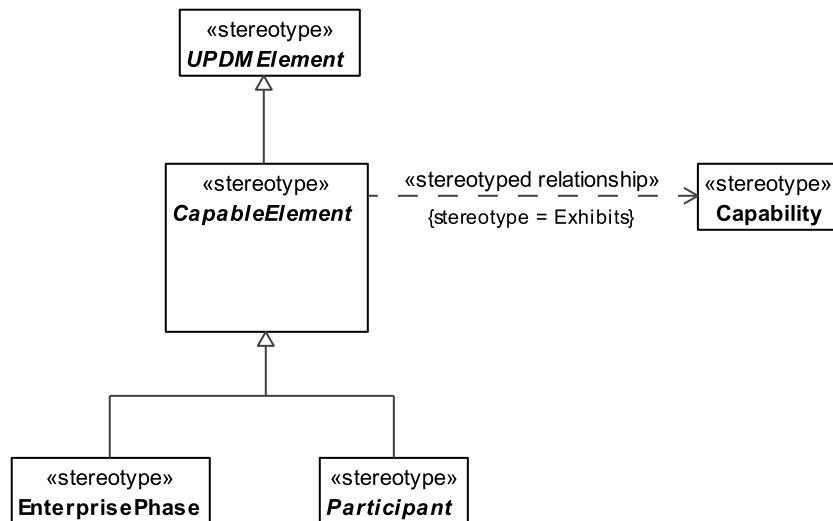 «stereotype»
UPDMElement
«stereotype»
CapableElement
«stereotyped relationship»
{stereotype = Exhibits}
«stereotype»
Capability
«stereotype»
EnterprisePhase
«stereotype»
Participant